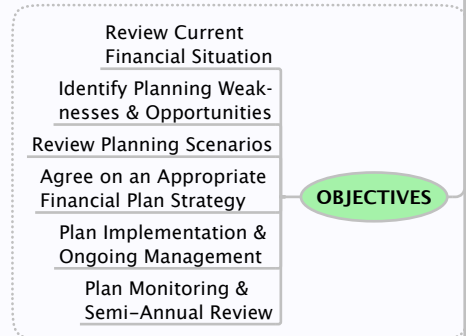 Review Current
Financial Situation
Identify Planning Weak-
nesses & Opportunities
Review Planning Scenarios
Agree on an Appropriate
Financial Plan Strategy
Plan Implementation &
Ongoing Management
Plan Monitoring &
Semi-Annual Review
OBJECTIVES